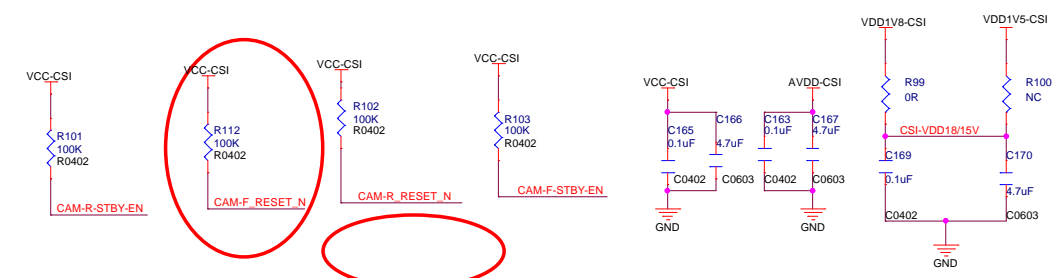 VCC-CSI
R101
100K
R0402
CAM-R-STBY-EN
VCC-CSI
R112
100K
R0402
CAM-F_RESET_N
VCC-CSI
R102
100K
R0402
CAM-R_RESET_N
VCC-CSI
R103
100K
R0402
CAM-F-STBY-EN
VCC-CSI
C165
0.1uF
C0402
C166
4.7uF
C0603
GND
AVDD-CSI
C163
0.1uF
C0402
C167
4.7uF
C0603
GND
VDD1V8-CSI
R99
0R
VDD1V5-CSI
R100
NC
CSI-VDD18/15V
C169
0.1uF
C0402
C170
4.7uF
C0603
GND